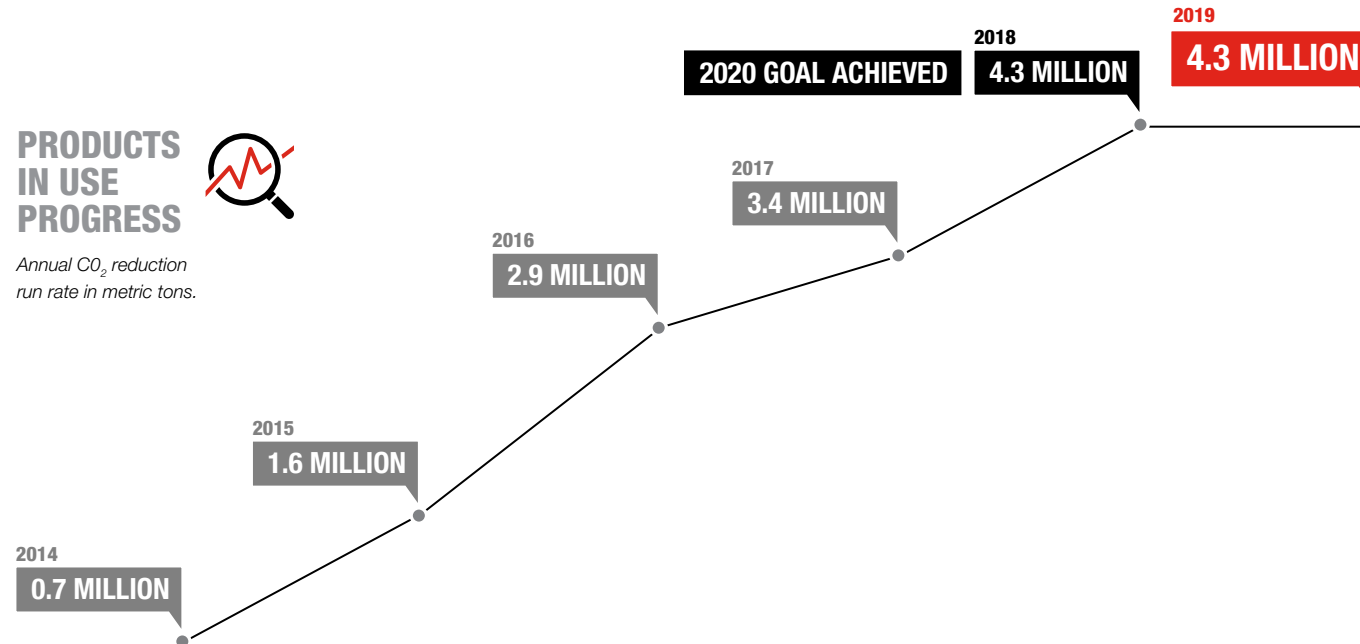 PRODUCTS
IN USE
PROGRESS
Annual C0₂ reduction
run rate in metric tons.
2014
0.7 MILLION
2015
1.6 MILLION
2016
2.9 MILLION
2017
3.4 MILLION
2020 GOAL ACHIEVED
2018
4.3 MILLION
2019
4.3 MILLION